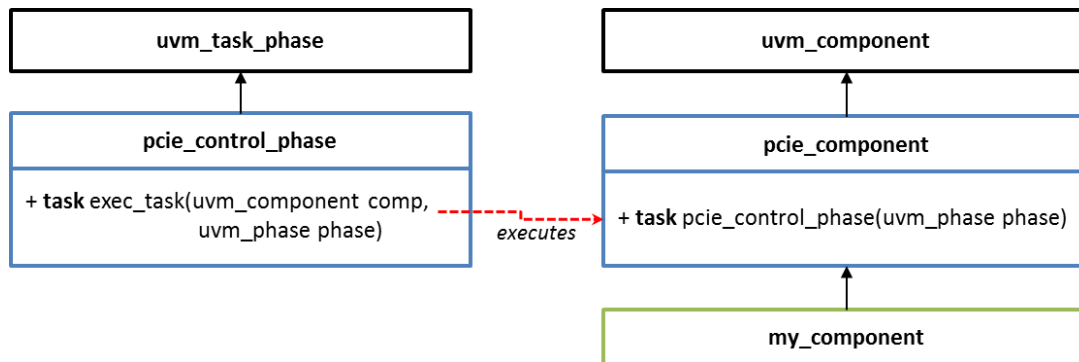 uvm_task_phase
uvm_component
pcie_control_phase
+ task exec_task(uvm_component comp,
uvm_phase phase)
executes
pcie_component
+ task pcie_control_phase(uvm_phase phase)
my_component